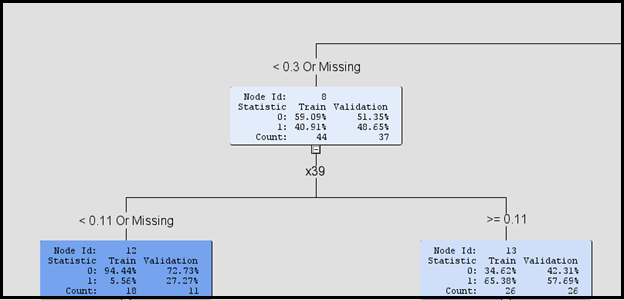 < 0.3 Or Missing
Node Id: 8
Statistic Train Validation
0: 59.09% 51.35%
1: 40.91% 48.65%
Count: 44 37
x39
< 0.11 Or Missing
>= 0.11
Node Id: 12
Statistic Train Validation
0: 94.44% 72.73%
1: 5.56% 27.27%
Count: 18 11
Node Id: 13
Statistic Train Validation
0: 34.62% 42.31%
1: 65.38% 57.69%
Count: 26 26